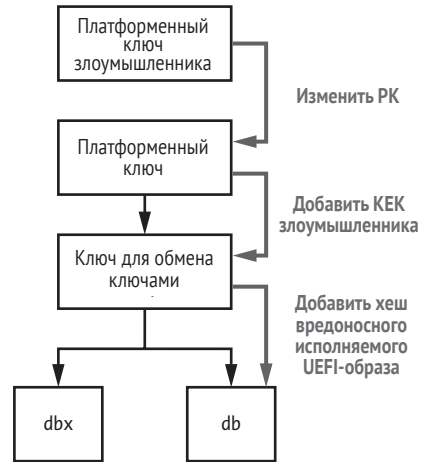 Платформенный
ключ
злоумышленника
Изменить PK
Платформенный
ключ
Добавить KEK
злоумышленника
Ключ для обмена
ключами
Добавить хеш
вредоносного
исполняемого
UEFI-образа
dbx
db